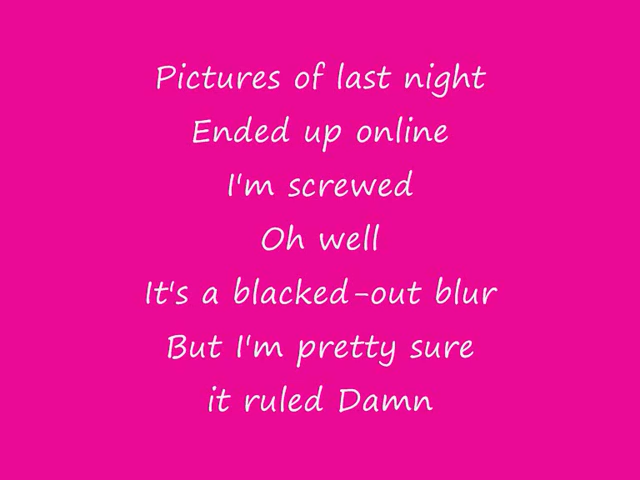 Pictures of last night
Ended up online
I'm screwed
Oh well
It's a blacked-out blur
But I'm pretty sure
it ruled Damn